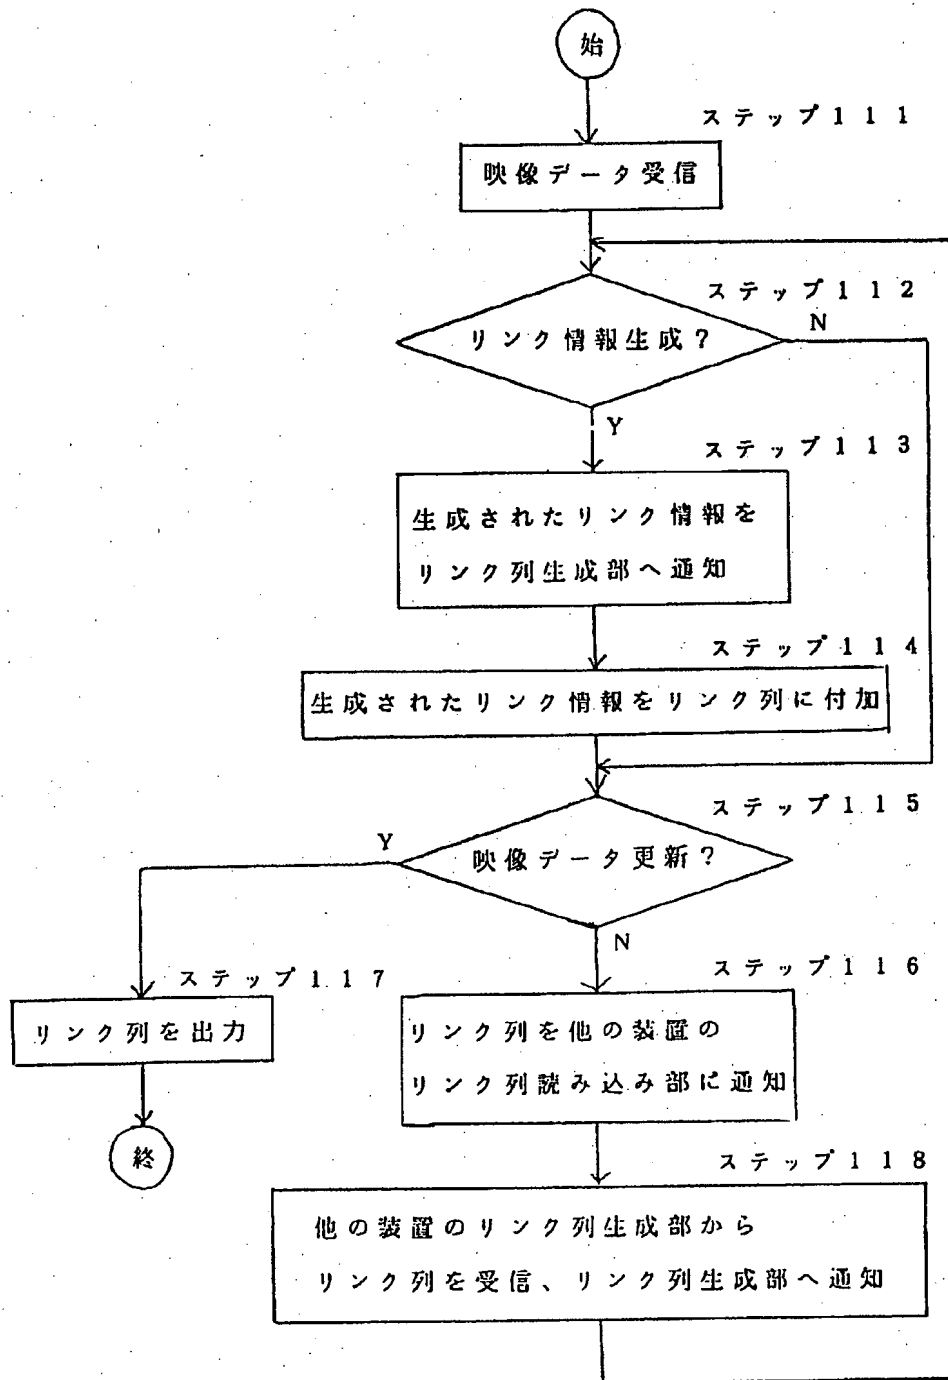 始
ステップ111
映像データ受信
ステップ112
リンク情報生成?
N
Y
ステップ113
生成されたリンク情報を
リンク列生成部へ通知
ステップ114
生成されたリンク情報をリンク列に付加
ステップ115
映像データ更新?
Y
N
ステップ117
リンク列を出力
終
ステップ116
リンク列を他の装置の
リンク列読み込み部に通知
ステップ118
他の装置のリンク列生成部から
リンク列を受信、リンク列生成部へ通知